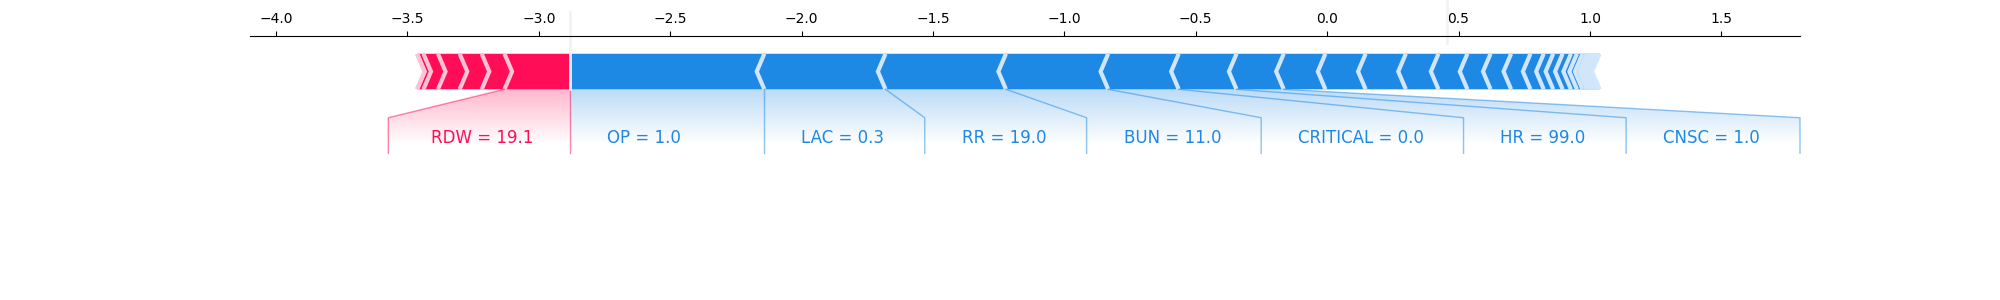 −4.0 −3.5 −3.0 −2.5 −2.0 −1.5 −1.0 −0.5 0.0 0.5 1.0 1.5
RDW = 19.1 OP = 1.0 LAC = 0.3 RR = 19.0 BUN = 11.0 CRITICAL = 0.0 HR = 99.0 CNSC = 1.0